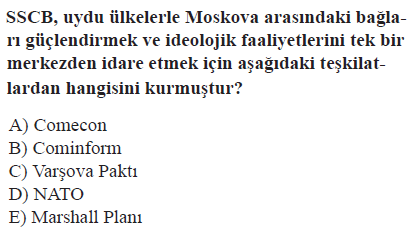 SSCB, uydu ülkelerle Moskova arasındaki bağla-
rı güçlendirmek ve ideolojik faaliyetlerini tek bir
merkezden idare etmek için aşağıdaki teşkilat-
lardan hangisini kurmuştur?
A) Comecon
B) Cominform
C) Varşova Paktı
D) NATO
E) Marshall Planı